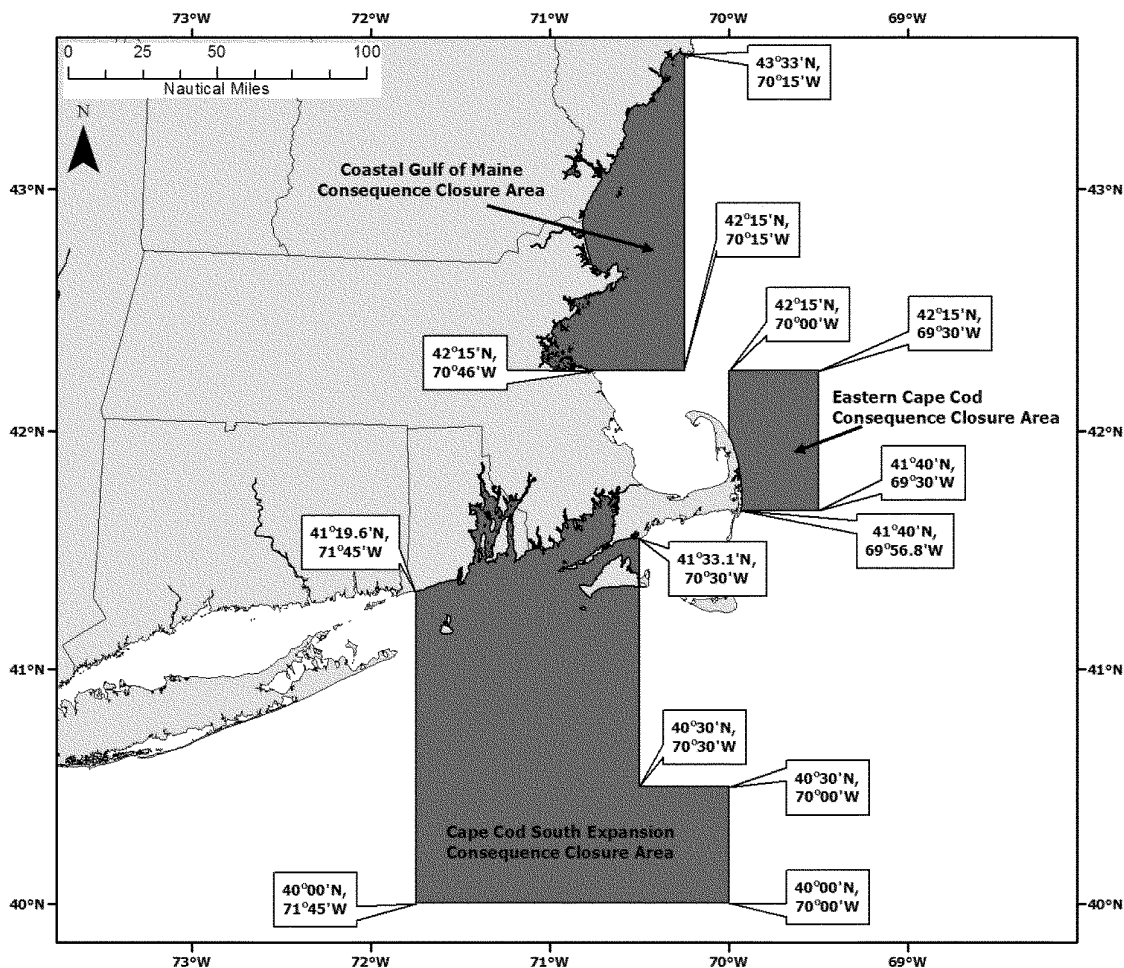 73°W 72°W 71°W 70°W 69°W
0 25 50 100
Nautical Miles
N
43°33'N,
70°15'W
Coastal Gulf of Maine
Consequence Closure Area
43°N
43°N
42°15'N,
70°15'W
42°15'N,
70°00'W
42°15'N,
69°30'W
42°15'N,
70°46'W
Eastern Cape Cod
Consequence Closure Area
42°N
42°N
41°40'N,
69°30'W
41°40'N,
69°56.8'W
41°19.6'N,
71°45'W
41°33.1'N,
70°30'W
41°N
41°N
40°30'N,
70°30'W
40°30'N,
70°00'W
Cape Cod South Expansion
Consequence Closure Area
40°00'N,
71°45'W
40°00'N,
70°00'W
40°N
40°N
73°W 72°W 71°W 70°W 69°W